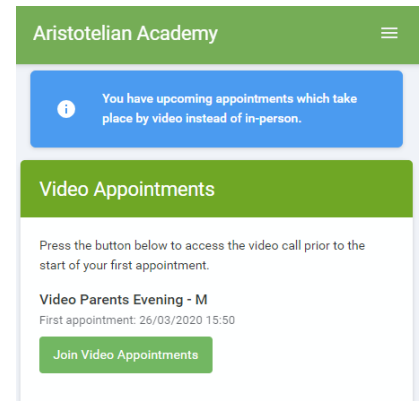 Aristotelian Academy
You have upcoming appointments which take
place by video instead of in-person.
Video Appointments
Press the button below to access the video call prior to the
start of your first appointment.
Video Parents Evening - M
First appointment: 26/03/2020 15:50
Join Video Appointments